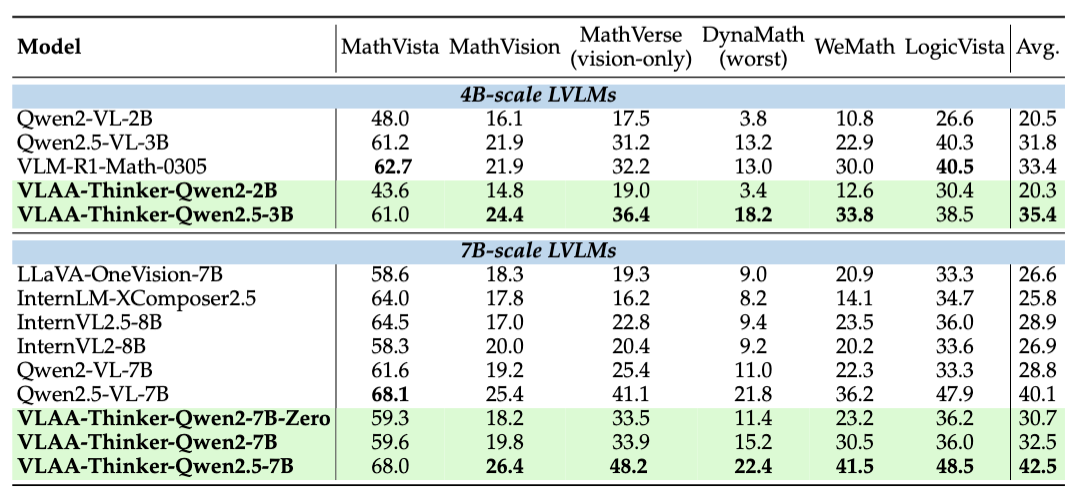 Model MathVista MathVision MathVerse (vision-only) DynaMath (worst) WeMath LogicVista Avg.
4B-scale LVLMs
Qwen2-VL-2B 48.0 16.1 17.5 3.8 10.8 26.6 20.5
Qwen2.5-VL-3B 61.2 21.9 31.2 13.2 22.9 40.3 31.8
VLM-R1-Math-0305 62.7 21.9 32.2 13.0 30.0 40.5 33.4
VLAA-Thinker-Qwen2-2B 43.6 14.8 19.0 3.4 12.6 30.4 20.3
VLAA-Thinker-Qwen2.5-3B 61.0 24.4 36.4 18.2 33.8 38.5 35.4
7B-scale LVLMs
LLaVA-OneVision-7B 58.6 18.3 19.3 9.0 20.9 33.3 26.6
InternLM-XComposer2.5 64.0 17.8 16.2 8.2 14.1 34.7 25.8
InternVL2.5-8B 64.5 17.0 22.8 9.4 23.5 36.0 28.9
InternVL2-8B 58.3 20.0 20.4 9.2 20.2 33.6 26.9
Qwen2-VL-7B 61.6 19.2 25.4 11.0 22.3 33.3 28.8
Qwen2.5-VL-7B 68.1 25.4 41.1 21.8 36.2 47.9 40.1
VLAA-Thinker-Qwen2-7B-Zero 59.3 18.2 33.5 11.4 23.2 36.2 30.7
VLAA-Thinker-Qwen2-7B 59.6 19.8 33.9 15.2 30.5 36.0 32.5
VLAA-Thinker-Qwen2.5-7B 68.0 26.4 48.2 22.4 41.5 48.5 42.5